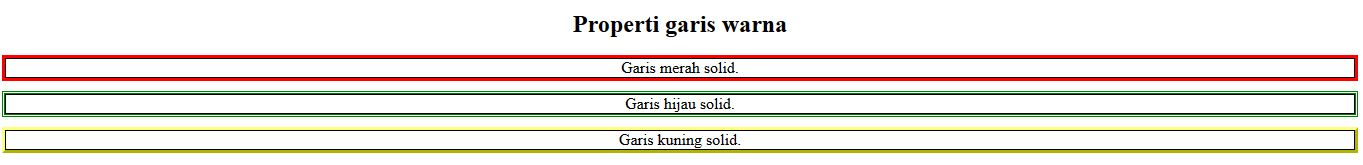 Properti garis warna
Garis merah solid.
Garis hijau solid.
Garis kuning solid.